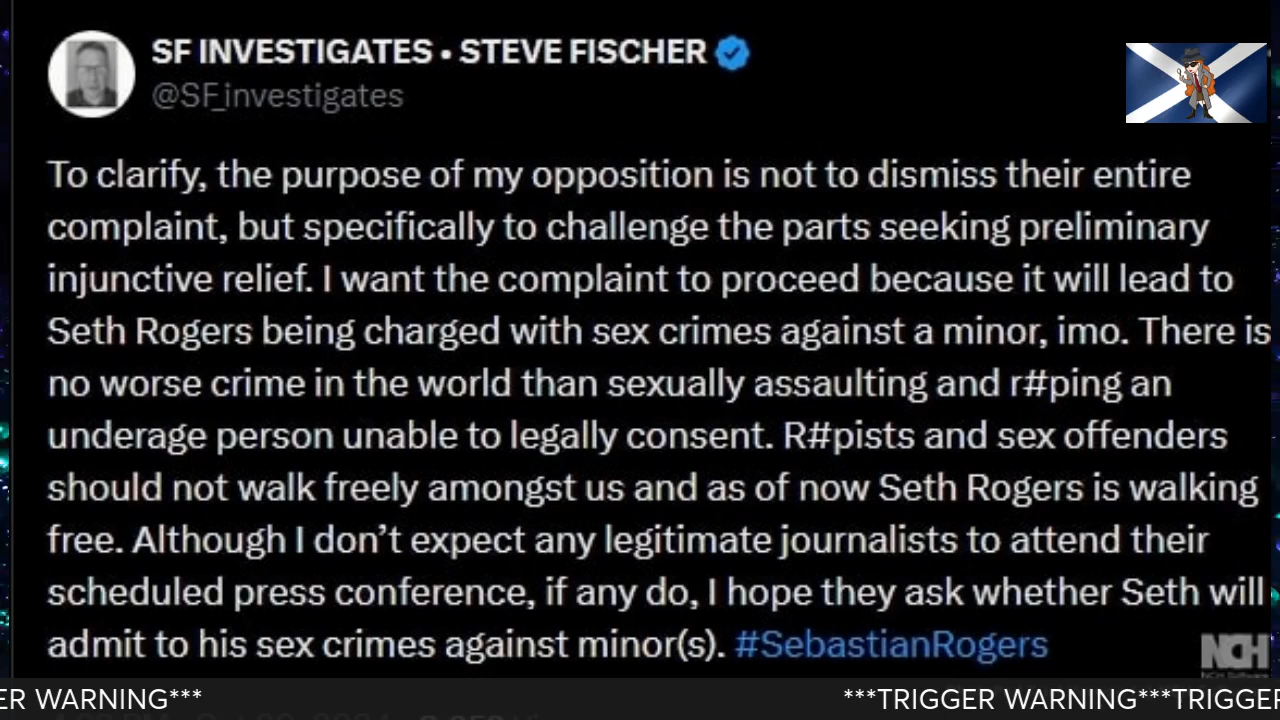 SF INVESTIGATES • STEVE FISCHER
@SF_investigates
To clarify, the purpose of my opposition is not to dismiss their entire
complaint, but specifically to challenge the parts seeking preliminary
injunctive relief. I want the complaint to proceed because it will lead to
Seth Rogers being charged with sex crimes against a minor, imo. There is
no worse crime in the world than sexually assaulting and r#ping an
underage person unable to legally consent. R#pists and sex offenders
should not walk freely amongst us and as of now Seth Rogers is walking
free. Although I don’t expect any legitimate journalists to attend their
scheduled press conference, if any do, I hope they ask whether Seth will
admit to his sex crimes against minor(s). #SebastianRogers
NCH
ER WARNING*** ***TRIGGER WARNING***TRIGGER